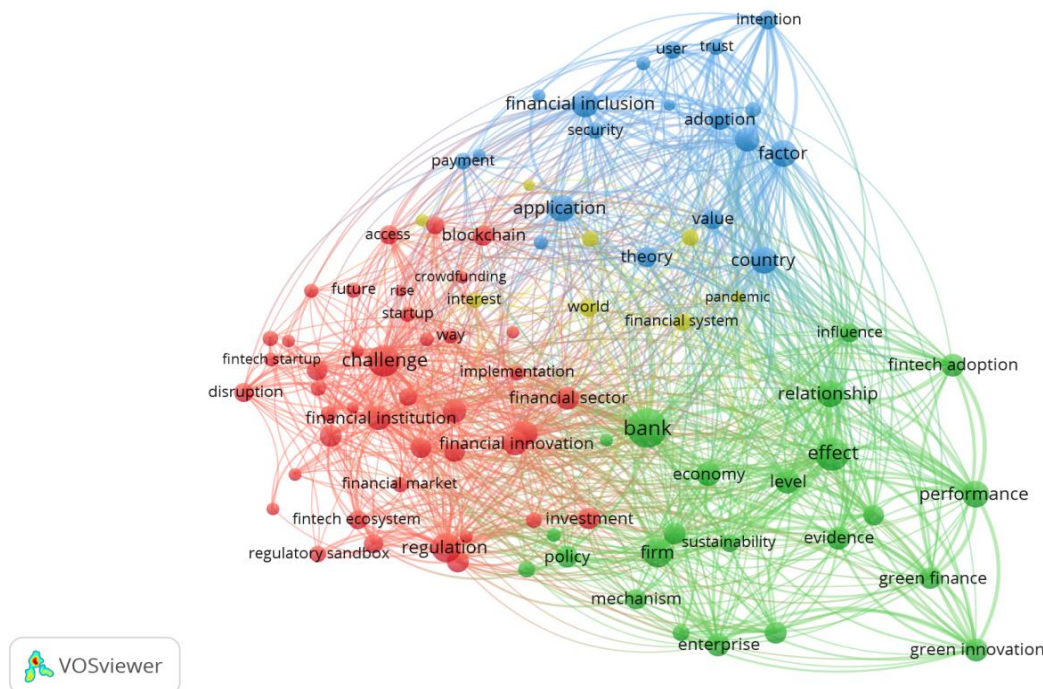 intention
user
trust
financial inclusion
adoption
security
factor
payment
application
value
access
blockchain
theory
country
crowdfunding
future
rise
interest
pandemic
startup
world
financial system
way
influence
fintech startup
challenge
fintech adoption
implementation
disruption
financial sector
relationship
financial institution
bank
financial innovation
effect
economy
level
financial market
performance
fintech ecosystem
investment
evidence
regulatory sandbox
regulation
policy
firm
sustainability
green finance
mechanism
enterprise
green innovation
VOSviewer